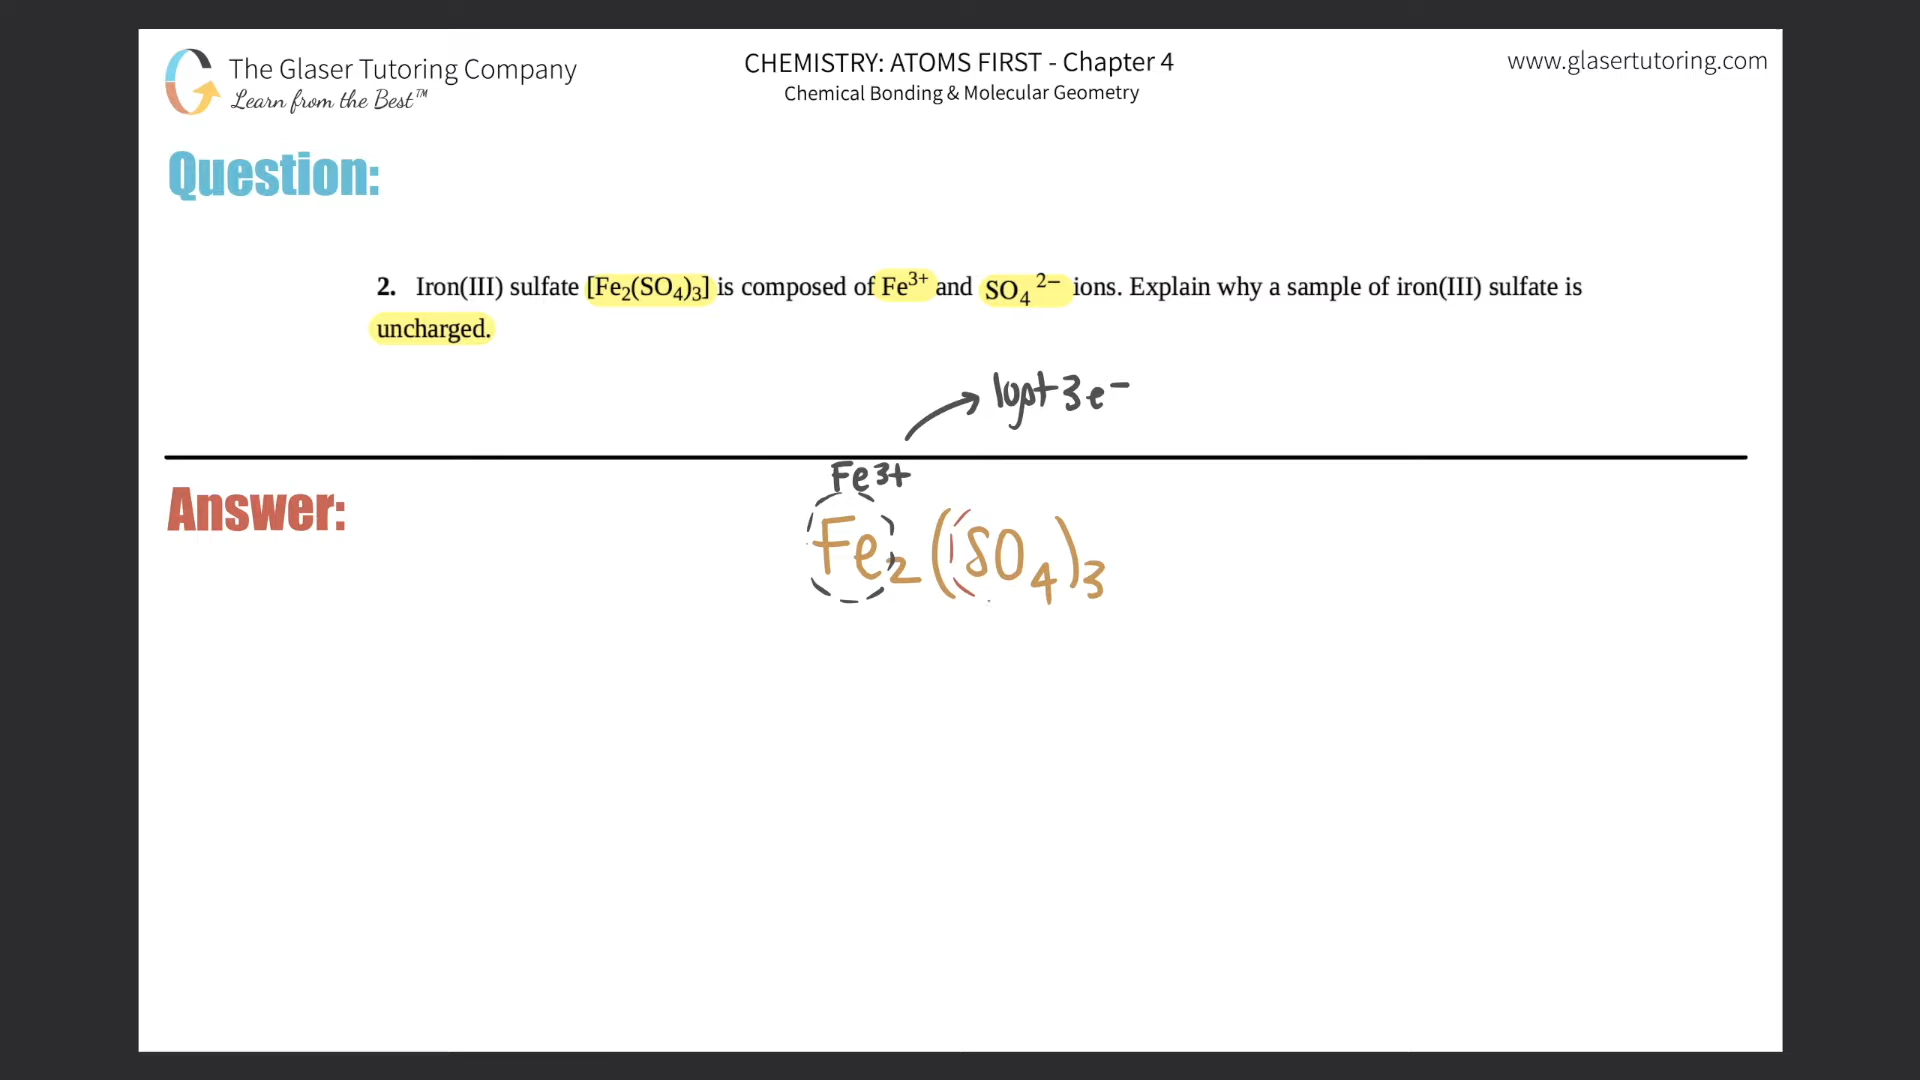 The Glaser Tutoring Company
Learn from the Best™
CHEMISTRY: ATOMS FIRST - Chapter 4
Chemical Bonding & Molecular Geometry
www.glasertutoring.com
Question:
2. Iron(III) sulfate [Fe₂(SO₄)₃] is composed of Fe³⁺ and SO₄²⁻ ions. Explain why a sample of iron(III) sulfate is
uncharged.
lost 3e⁻
Answer:
Fe³⁺
Fe₂(SO₄)₃